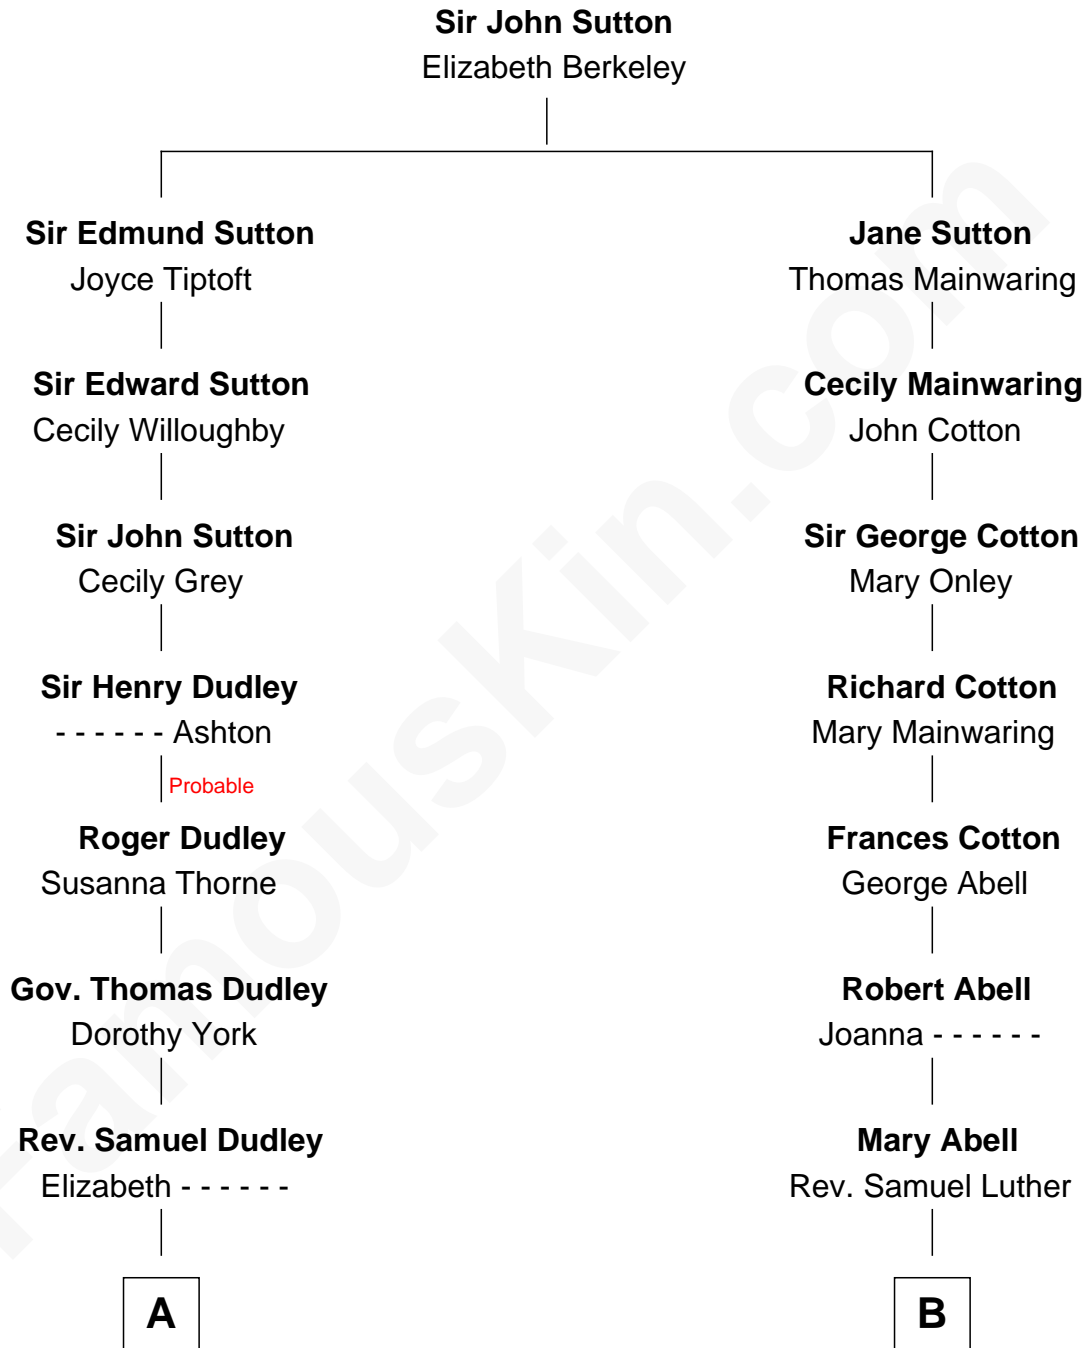 Sir John Sutton
Elizabeth Berkeley
Sir Edmund Sutton
Joyce Tiptoft
Jane Sutton
Thomas Mainwaring
Sir Edward Sutton
Cecily Willoughby
Cecily Mainwaring
John Cotton
Sir John Sutton
Cecily Grey
Sir George Cotton
Mary Onley
Sir Henry Dudley
- - - - - - Ashton
Richard Cotton
Mary Mainwaring
Probable
Roger Dudley
Susanna Thorne
Frances Cotton
George Abell
Gov. Thomas Dudley
Dorothy York
Robert Abell
Joanna - - - - - -
Rev. Samuel Dudley
Elizabeth - - - - - -
Mary Abell
Rev. Samuel Luther
A
B
FamousKin.com